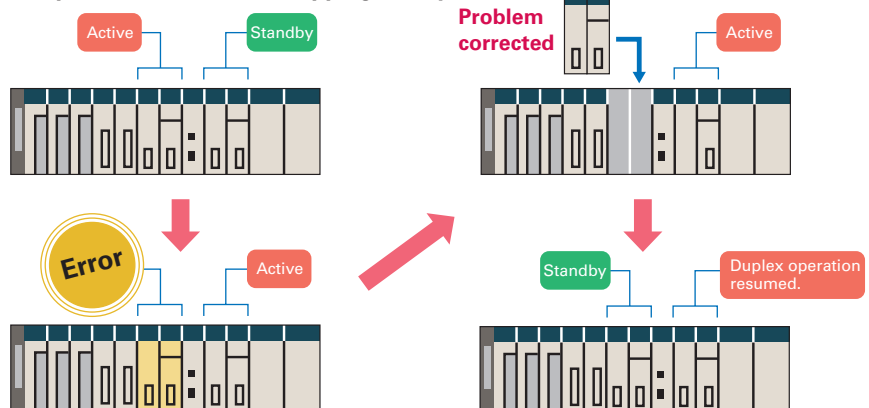 Active
Standby
Error
Active
Problem
corrected
Active
Standby
Duplex operation
resumed.